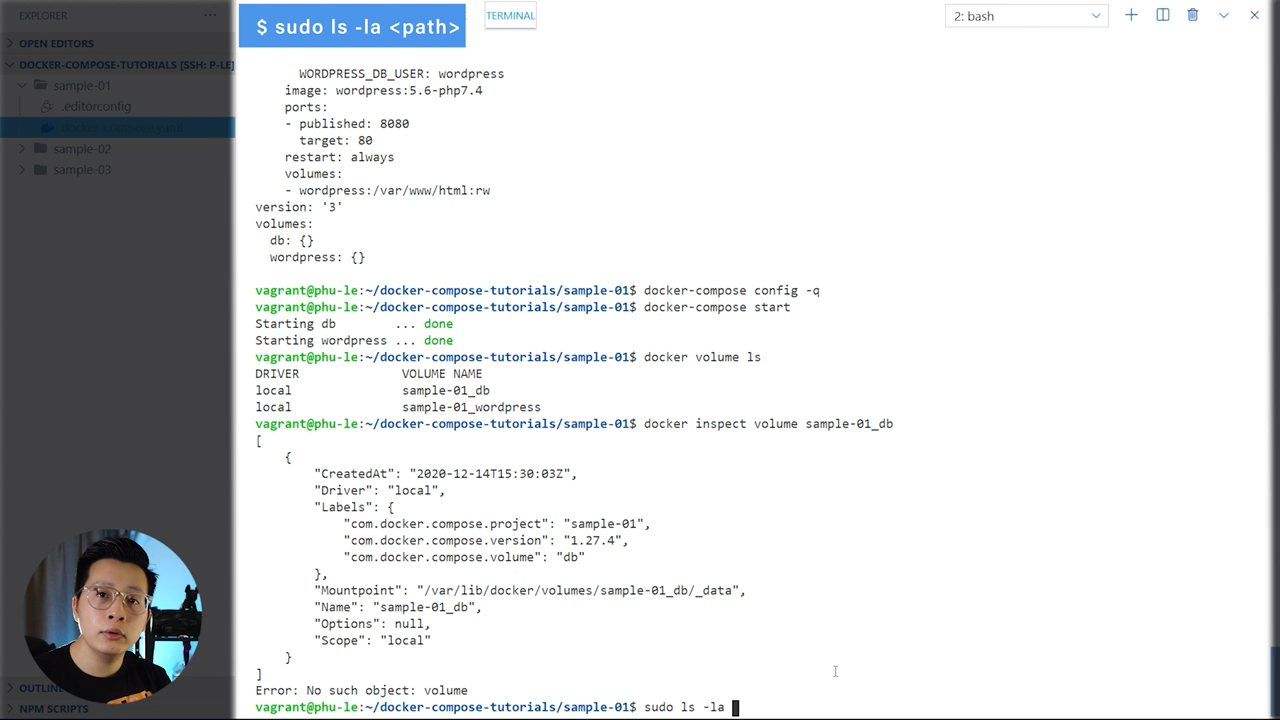 EXPLORER
...
OPEN EDITORS
DOCKER-COMPOSE-TUTORIALS [SSH: P-LE]
sample-01
.editorconfig
docker-compose.yaml
sample-02
sample-03
OUTLINE
NPM SCRIPTS
$ sudo ls -la <path>
TERMINAL
2: bash
WORDPRESS_DB_USER: wordpress
image: wordpress:5.6-php7.4
ports:
- published: 8080
target: 80
restart: always
volumes:
- wordpress:/var/www/html:rw
version: '3'
volumes:
db: {}
wordpress: {}
vagrant@phu-le:~/docker-compose-tutorials/sample-01$ docker-compose config -q
vagrant@phu-le:~/docker-compose-tutorials/sample-01$ docker-compose start
Starting db ... done
Starting wordpress ... done
vagrant@phu-le:~/docker-compose-tutorials/sample-01$ docker volume ls
DRIVER VOLUME NAME
local sample-01_db
local sample-01_wordpress
vagrant@phu-le:~/docker-compose-tutorials/sample-01$ docker inspect volume sample-01_db
[
{
"CreatedAt": "2020-12-14T15:30:03Z",
"Driver": "local",
"Labels": {
"com.docker.compose.project": "sample-01",
"com.docker.compose.version": "1.27.4",
"com.docker.compose.volume": "db"
},
"Mountpoint": "/var/lib/docker/volumes/sample-01_db/_data",
"Name": "sample-01_db",
"Options": null,
"Scope": "local"
}
]
Error: No such object: volume
vagrant@phu-le:~/docker-compose-tutorials/sample-01$ sudo ls -la